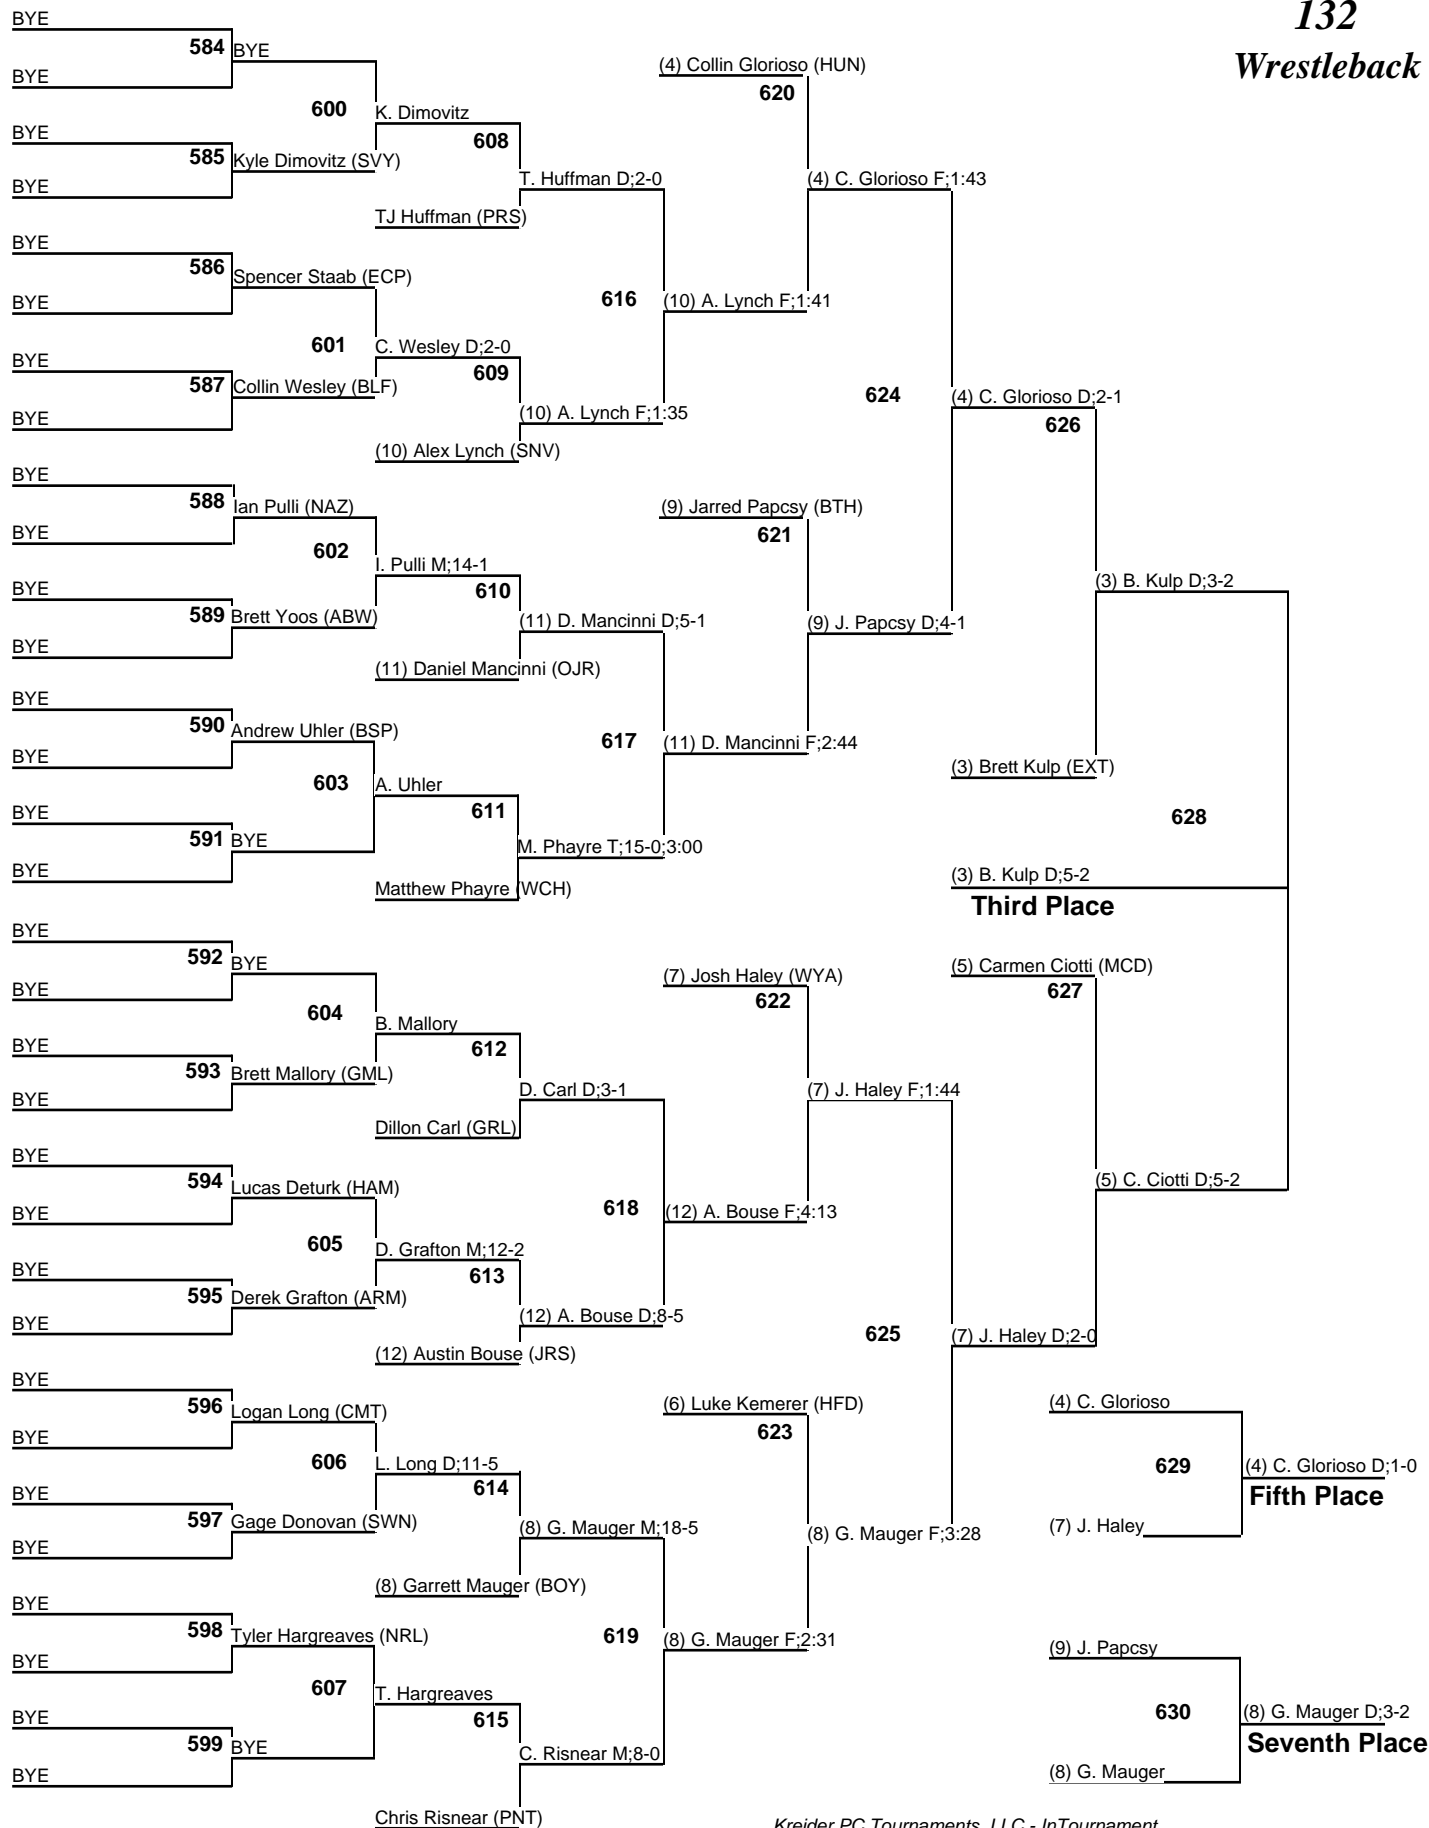 132
Wrestleback
BYE
584 BYE
BYE
600 K. Dimovitz
BYE
585 Kyle Dimovitz (SVY)
BYE
608
T. Huffman D;2-0
TJ Huffman (PRS)
BYE
586 Spencer Staab (ECP)
BYE
601 C. Wesley D;2-0
BYE
587 Collin Wesley (BLF)
BYE
609
(10) A. Lynch F;1:35
(10) Alex Lynch (SNV)
616 (10) A. Lynch F;1:41
(4) Collin Glorioso (HUN)
620
(4) C. Glorioso F;1:43
BYE
588 Ian Pulli (NAZ)
BYE
602 I. Pulli M;14-1
BYE
589 Brett Yoos (ABW)
BYE
610
(11) D. Mancinni D;5-1
(11) Daniel Mancinni (OJR)
BYE
590 Andrew Uhler (BSP)
BYE
603 A. Uhler
BYE
591 BYE
BYE
611
M. Phayre T;15-0;3:00
Matthew Phayre (WCH)
617 (11) D. Mancinni F;2:44
(9) Jarred Papcsy (BTH)
621
(9) J. Papcsy D;4-1
624 (4) C. Glorioso D;2-1
626
(3) B. Kulp D;3-2
(3) Brett Kulp (EXT)
628
(3) B. Kulp D;5-2
Third Place
BYE
592 BYE
BYE
604 B. Mallory
BYE
593 Brett Mallory (GML)
BYE
612
D. Carl D;3-1
Dillon Carl (GRL)
BYE
594 Lucas Deturk (HAM)
BYE
605 D. Grafton M;12-2
BYE
595 Derek Grafton (ARM)
BYE
613
(12) A. Bouse D;8-5
(12) Austin Bouse (JRS)
618 (12) A. Bouse F;4:13
(7) Josh Haley (WYA)
622
(7) J. Haley F;1:44
(5) Carmen Ciotti (MCD)
627
(5) C. Ciotti D;5-2
625 (7) J. Haley D;2-0
BYE
596 Logan Long (CMT)
BYE
606 L. Long D;11-5
BYE
597 Gage Donovan (SWN)
BYE
614
(8) G. Mauger M;18-5
(8) Garrett Mauger (BOY)
BYE
598 Tyler Hargreaves (NRL)
BYE
607 T. Hargreaves
BYE
599 BYE
BYE
615
C. Risnear M;8-0
Chris Risnear (PNT)
619 (8) G. Mauger F;2:31
(6) Luke Kemerer (HFD)
623
(8) G. Mauger F;3:28
(4) C. Glorioso
629 (4) C. Glorioso D;1-0
Fifth Place
(7) J. Haley
(9) J. Papcsy
630 (8) G. Mauger D;3-2
Seventh Place
(8) G. Mauger
Kreider PC Tournaments, LLC - InTournament